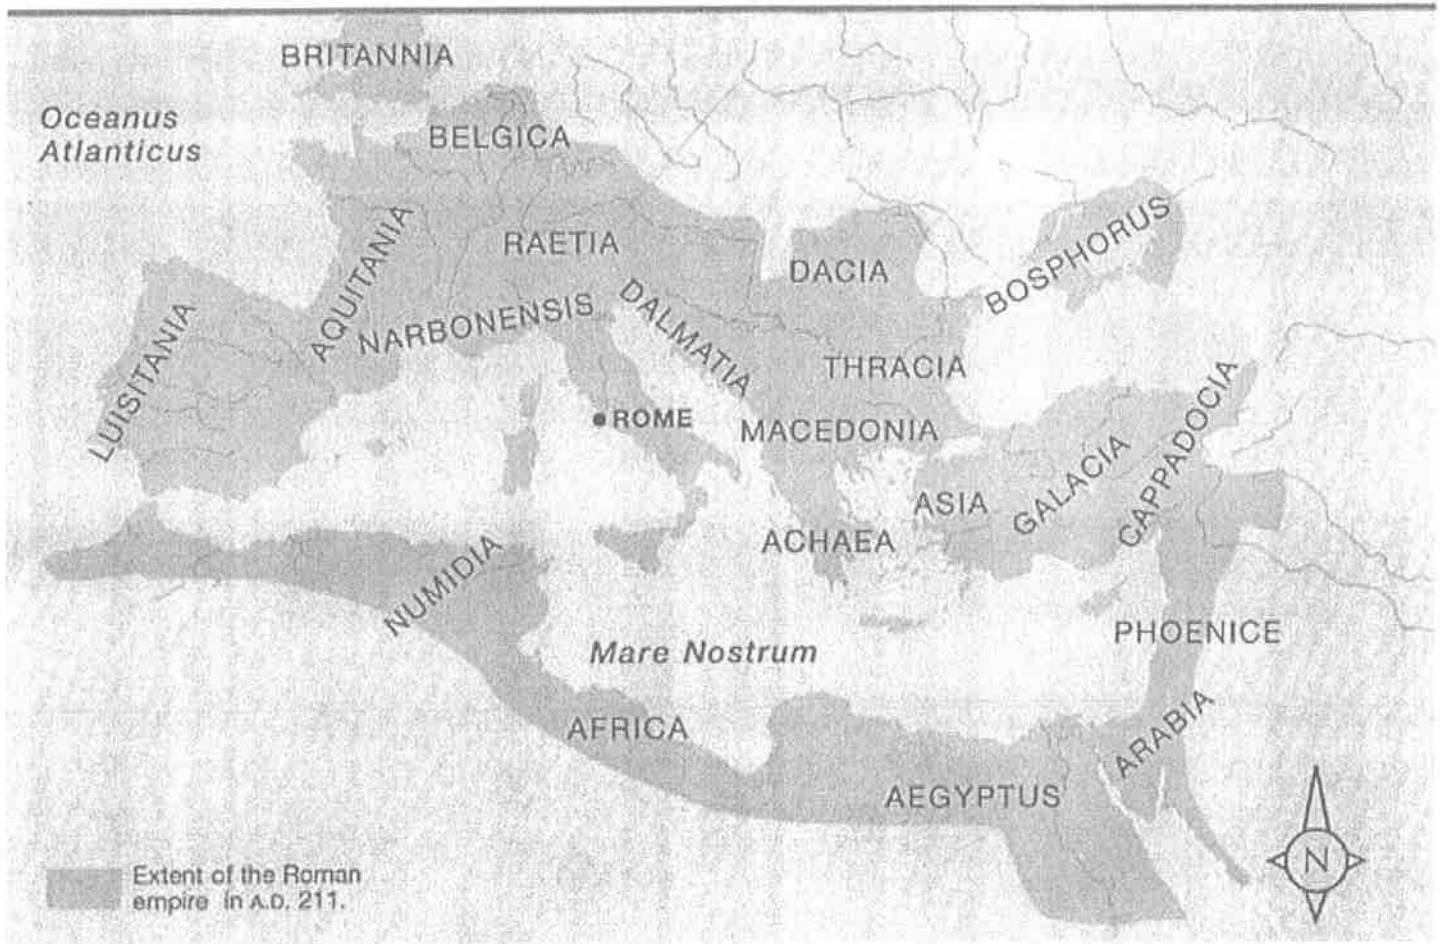 BRITANNIA
Oceanus
Atlanticus
BELGICA
AQUITANIA
RAETIA
DACIA
BOSPHORUS
LUISITANIA
NARBONENSIS
DALMATIA
THRACIA
CAPPADOCIA
ROME
MACEDONIA
GALACIA
ASIA
ACHAEA
NUMIDIA
Mare Nostrum
PHOENICE
AFRICA
ARABIA
AEGYPTUS
N
Extent of the Roman
empire in A.D. 211.